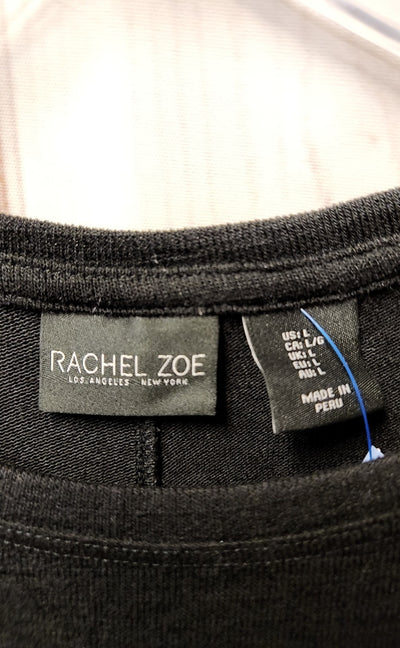 RACHEL ZOE
LOS ANGELES NEW YORK
US: L
CA: L/G
UK: L
EU: L
AU: L
MADE IN
PERU